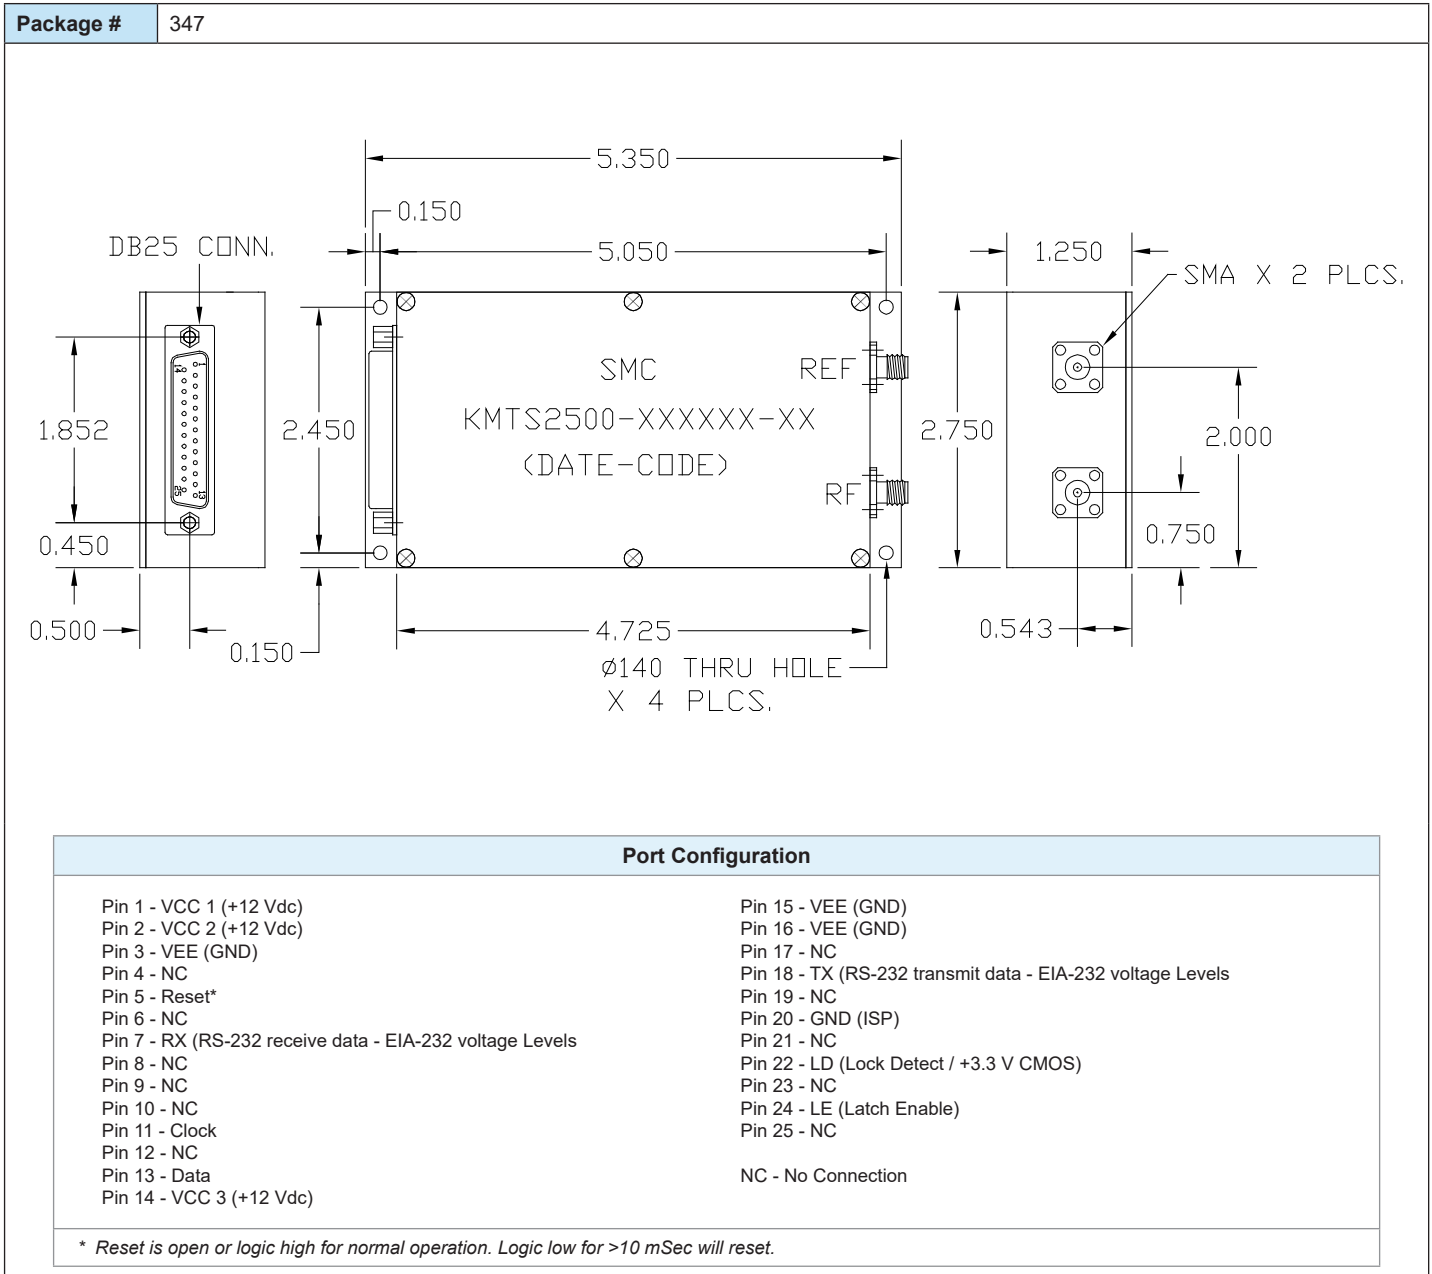 Package # 347
5.350
0.150
DB25 CONN.
5.050
1.250
SMA X 2 PLCS.
1
14
SMC
REF
KMTS2500-XXXXXX-XX
1.852
2.450
2.750
2.000
(DATE-CODE)
25
13
RF
0.450
0.750
0.500
0.150
4.725
0.543
Ø140 THRU HOLE
X 4 PLCS.
Port Configuration
Pin 1 - VCC 1 (+12 Vdc)
Pin 2 - VCC 2 (+12 Vdc)
Pin 3 - VEE (GND)
Pin 4 - NC
Pin 5 - Reset*
Pin 6 - NC
Pin 7 - RX (RS-232 receive data - EIA-232 voltage Levels
Pin 8 - NC
Pin 9 - NC
Pin 10 - NC
Pin 11 - Clock
Pin 12 - NC
Pin 13 - Data
Pin 14 - VCC 3 (+12 Vdc)
Pin 15 - VEE (GND)
Pin 16 - VEE (GND)
Pin 17 - NC
Pin 18 - TX (RS-232 transmit data - EIA-232 voltage Levels
Pin 19 - NC
Pin 20 - GND (ISP)
Pin 21 - NC
Pin 22 - LD (Lock Detect / +3.3 V CMOS)
Pin 23 - NC
Pin 24 - LE (Latch Enable)
Pin 25 - NC
NC - No Connection
* Reset is open or logic high for normal operation. Logic low for >10 mSec will reset.